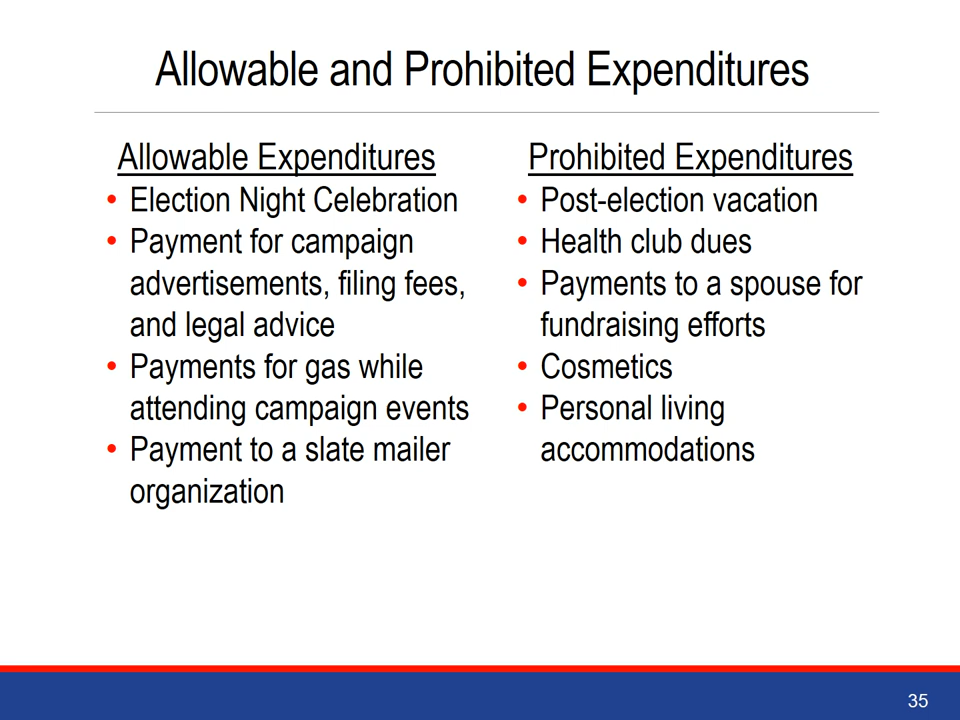 Allowable and Prohibited Expenditures
Allowable Expenditures
• Election Night Celebration
• Payment for campaign
advertisements, filing fees,
and legal advice
• Payments for gas while
attending campaign events
• Payment to a slate mailer
organization
Prohibited Expenditures
• Post-election vacation
• Health club dues
• Payments to a spouse for
fundraising efforts
• Cosmetics
• Personal living
accommodations
35